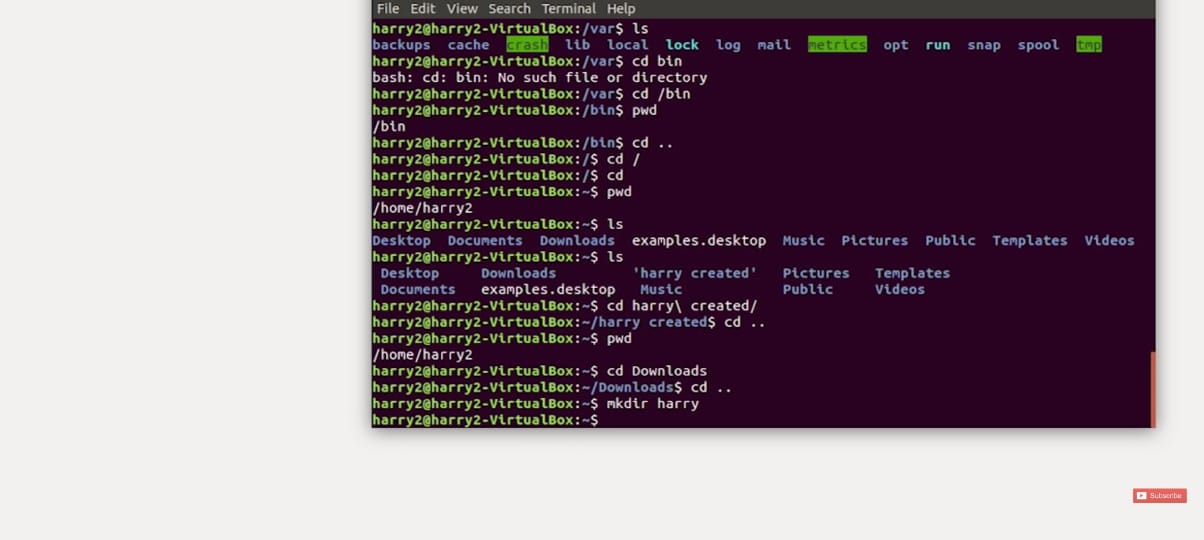 File Edit View Search Terminal Help
harry2@harry2-VirtualBox:/var$ ls
backups cache crash lib local lock log mail metrics opt run snap spool tmp
harry2@harry2-VirtualBox:/var$ cd bin
bash: cd: bin: No such file or directory
harry2@harry2-VirtualBox:/var$ cd /bin
harry2@harry2-VirtualBox:/bin$ pwd
/bin
harry2@harry2-VirtualBox:/bin$ cd ..
harry2@harry2-VirtualBox:/$ cd /
harry2@harry2-VirtualBox:/$ cd
harry2@harry2-VirtualBox:~$ pwd
/home/harry2
harry2@harry2-VirtualBox:~$ ls
Desktop Documents Downloads examples.desktop Music Pictures Public Templates Videos
harry2@harry2-VirtualBox:~$ ls
Desktop Downloads 'harry created' Pictures Templates
Documents examples.desktop Music Public Videos
harry2@harry2-VirtualBox:~$ cd harry\ created/
harry2@harry2-VirtualBox:~/harry created$ cd ..
harry2@harry2-VirtualBox:~$ pwd
/home/harry2
harry2@harry2-VirtualBox:~$ cd Downloads
harry2@harry2-VirtualBox:~/Downloads$ cd ..
harry2@harry2-VirtualBox:~$ mkdir harry
harry2@harry2-VirtualBox:~$
Subscribe